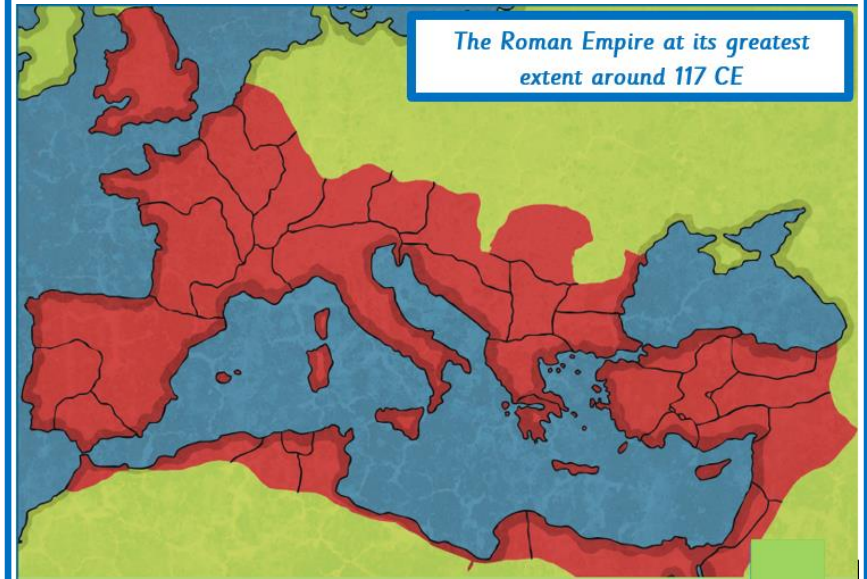 The Roman Empire at its greatest
extent around 117 CE